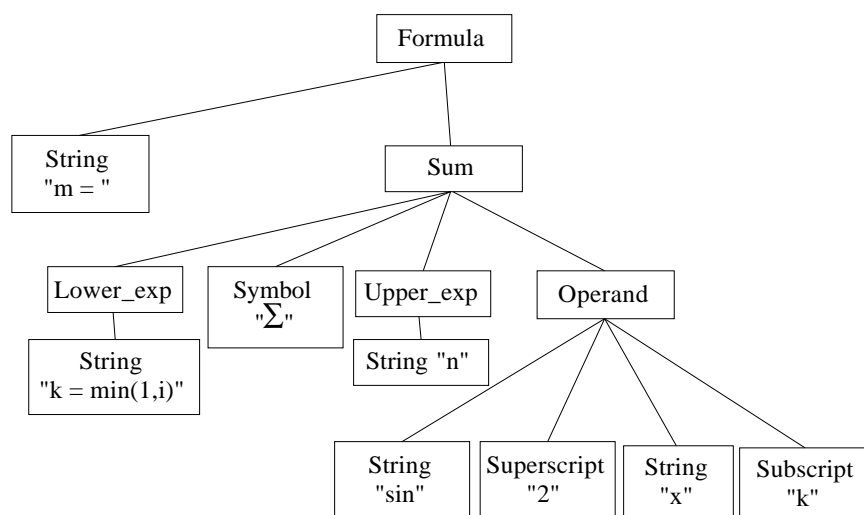 Formula
String
"m = "
Sum
Lower_exp
Symbol
"Σ"
Upper_exp
Operand
String
"k = min(1,i)"
String "n"
String
"sin"
Superscript
"2"
String
"x"
Subscript
"k"